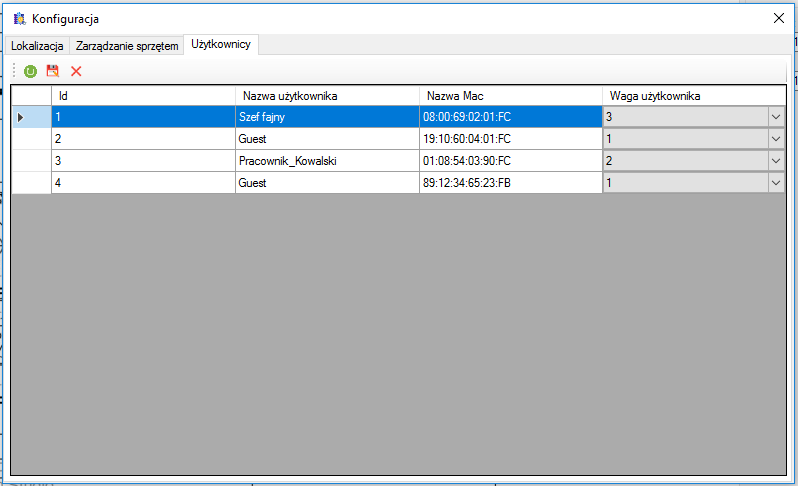 Konfiguracja
Lokalizacja Zarządzanie sprzętem Użytkownicy
Id Nazwa użytkownika Nazwa Mac Waga użytkownika
1 Szef fajny 08:00:69:02:01:FC 3
2 Guest 19:10:60:04:01:FC 1
3 Pracownik_Kowalski 01:08:54:03:90:FC 2
4 Guest 89:12:34:65:23:FB 1